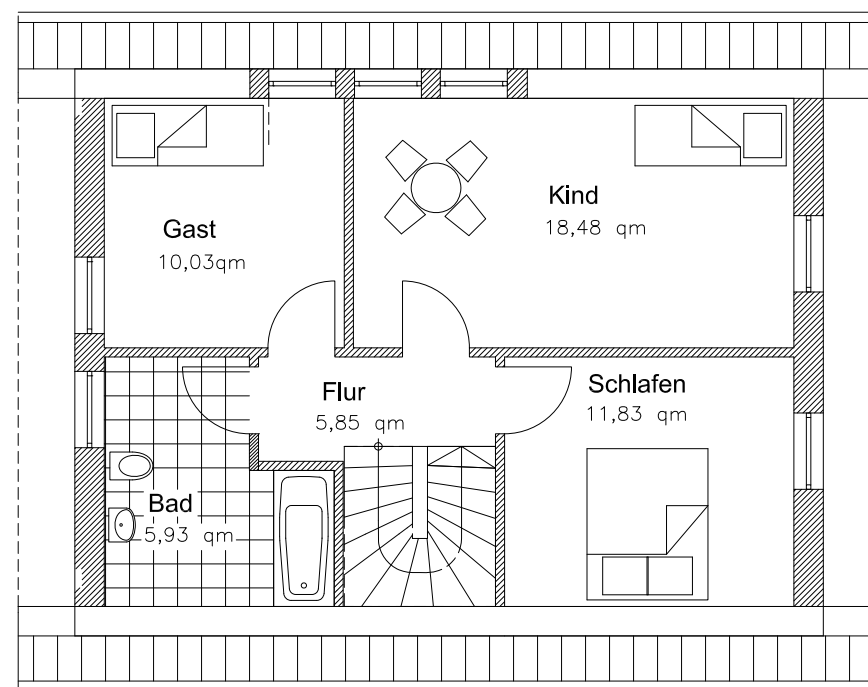 Gast
10,03qm
Kind
18,48 qm
Flur
5,85 qm
Schlafen
11,83 qm
Bad
5,93 qm